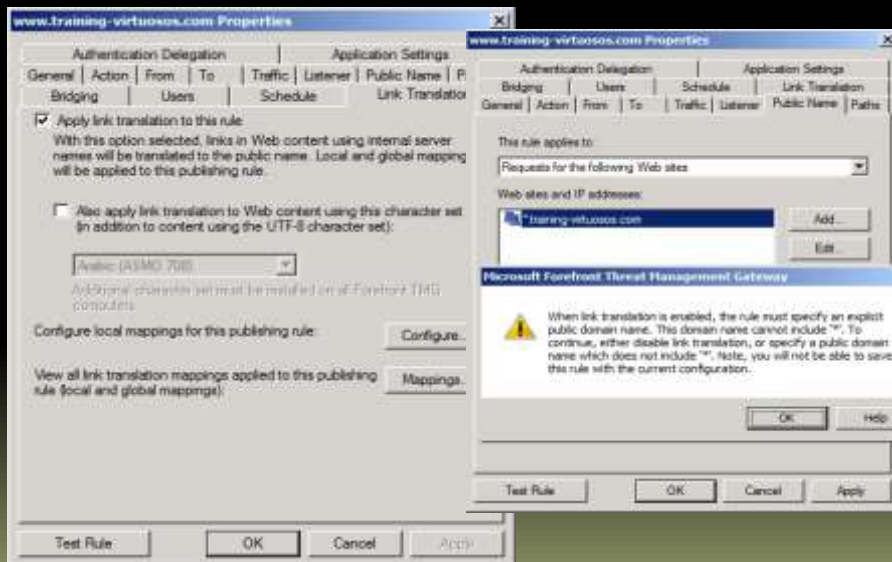 www.training-virtuosos.com Properties
Authentication Delegation Application Settings
General Action From To Traffic Listener Public Name P
Bridging Users Schedule Link Translation
Apply link translation to this rule
With this option selected, links in Web content using internal server
names will be translated to the public name. Local and global mapping
will be applied to this publishing rule.
Also apply link translation to Web content using this character set
(in addition to content using the UTF-8 character set):
Arabic (ASMO 708)
Additional character set must be installed on all Forefront TMG
computers.
Configure local mappings for this publishing rule:
Configure..
View all link translation mappings applied to this publishing
rule (local and global mappings):
Mappings..
Test Rule OK Cancel Apply
www.training-virtuosos.com Properties
Authentication Delegation Application Settings
Bridging Users Schedule Link Translation
General Action From To Traffic Listener Public Name Paths
This rule applies to:
Requests for the following Web sites
Web sites and IP addresses:
*.training-virtuosos.com
Add...
Edit...
Microsoft Forefront Threat Management Gateway
When link translation is enabled, the rule must specify an explicit
public domain name. This domain name cannot include "*". To
continue, either disable link translation, or specify a public domain
name which does not include "*". Note, you will not be able to save
this rule with the current configuration.
OK Help
Test Rule OK Cancel Apply